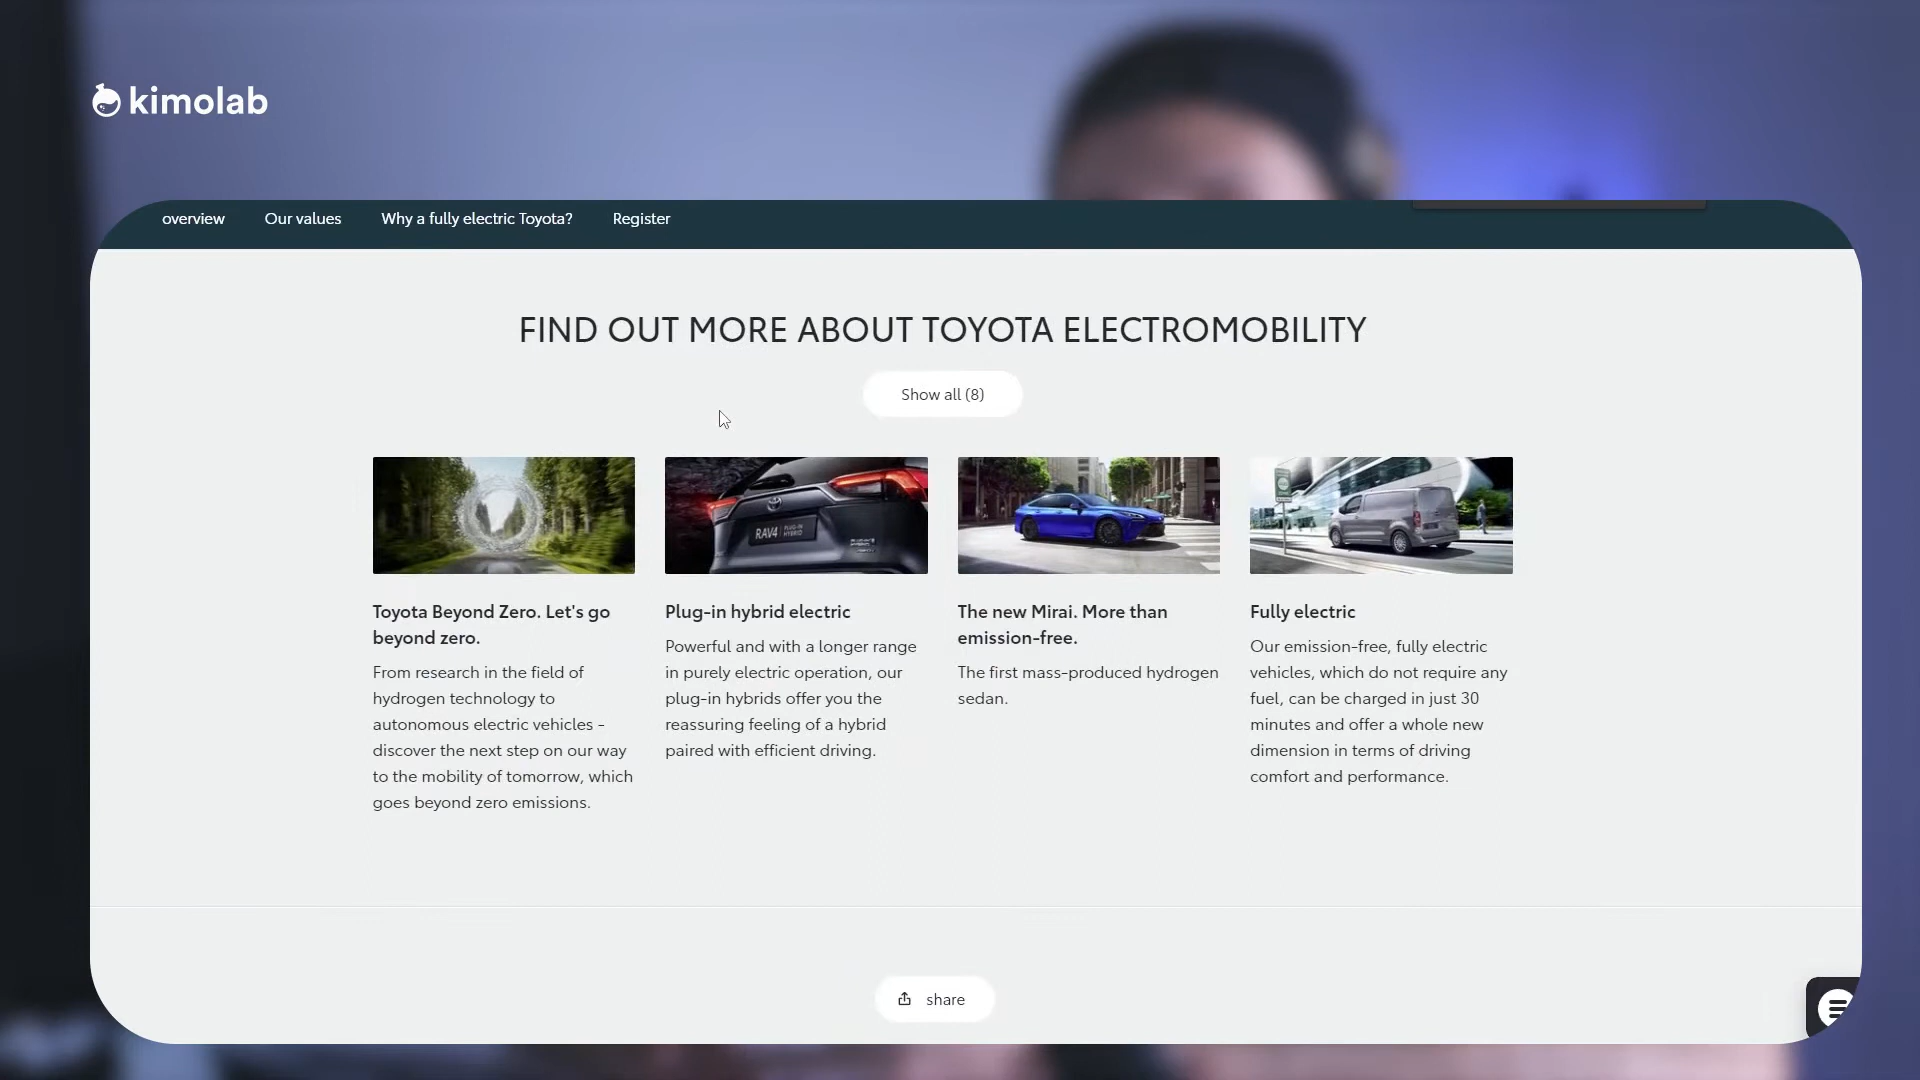 kimolab
overview Our values Why a fully electric Toyota? Register
FIND OUT MORE ABOUT TOYOTA ELECTROMOBILITY
Show all (8)
RAV4 PLUG-IN HYBRID
Toyota Beyond Zero. Let's go
beyond zero.
From research in the field of
hydrogen technology to
autonomous electric vehicles -
discover the next step on our way
to the mobility of tomorrow, which
goes beyond zero emissions.
Plug-in hybrid electric
Powerful and with a longer range
in purely electric operation, our
plug-in hybrids offer you the
reassuring feeling of a hybrid
paired with efficient driving.
The new Mirai. More than
emission-free.
The first mass-produced hydrogen
sedan.
Fully electric
Our emission-free, fully electric
vehicles, which do not require any
fuel, can be charged in just 30
minutes and offer a whole new
dimension in terms of driving
comfort and performance.
share